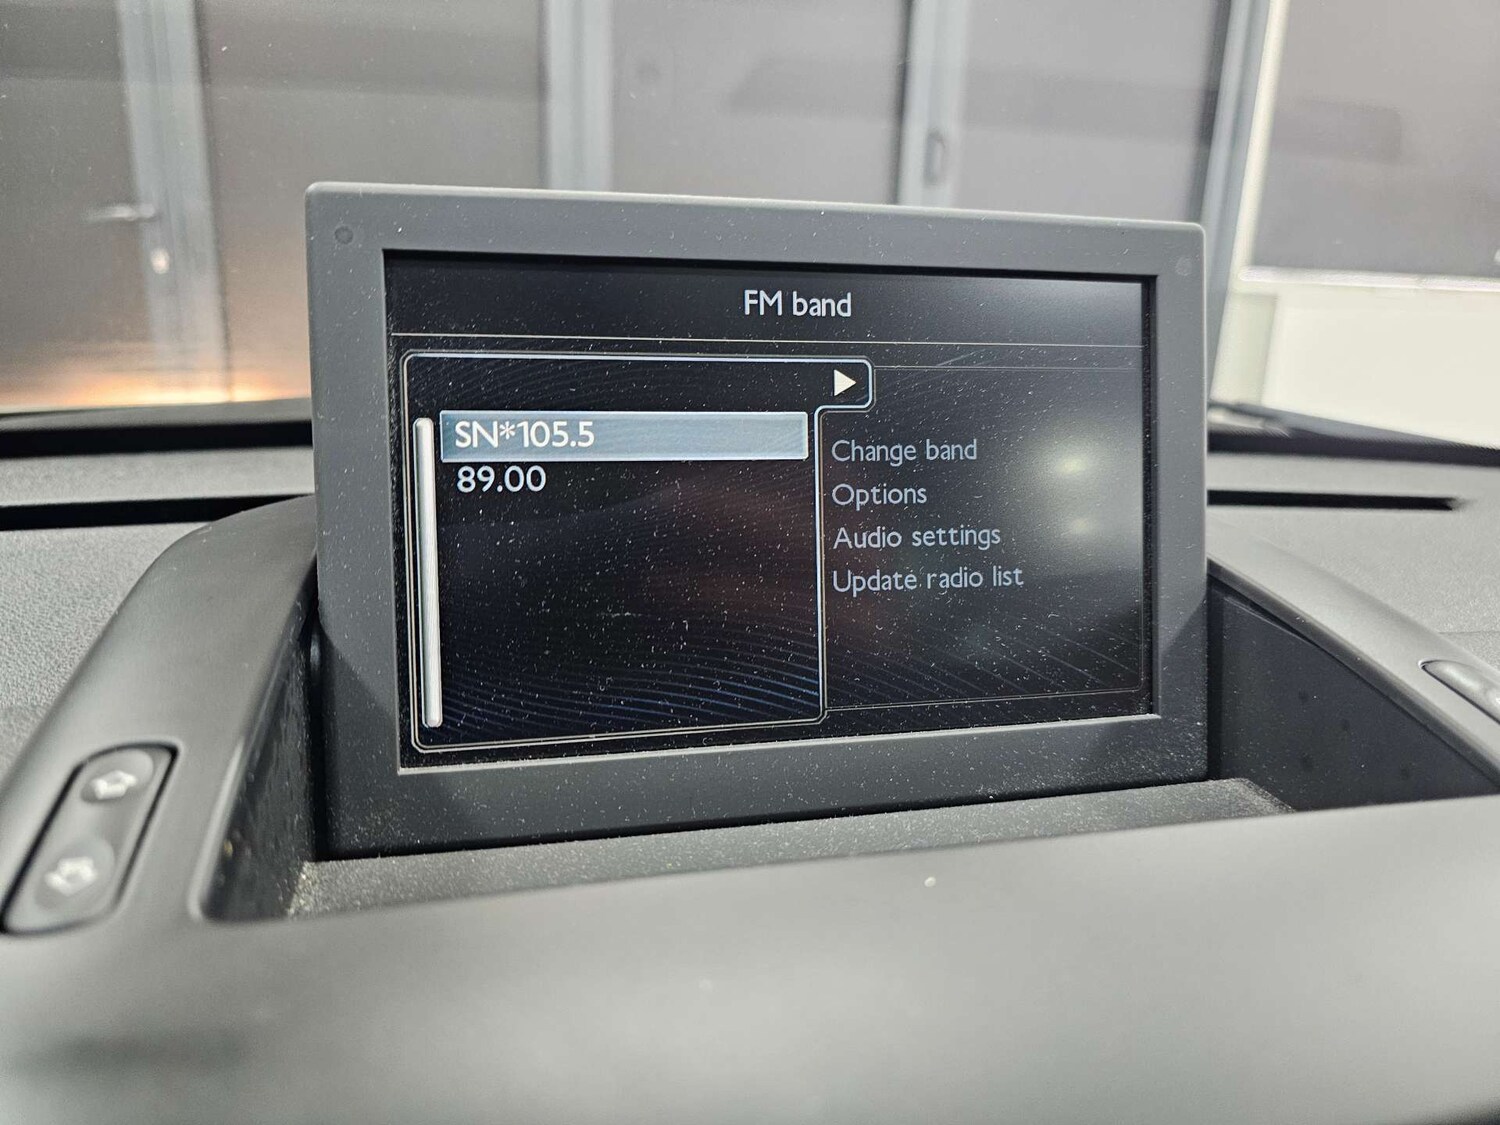 FM band
SN*105.5
89.00
Change band
Options
Audio settings
Update radio list